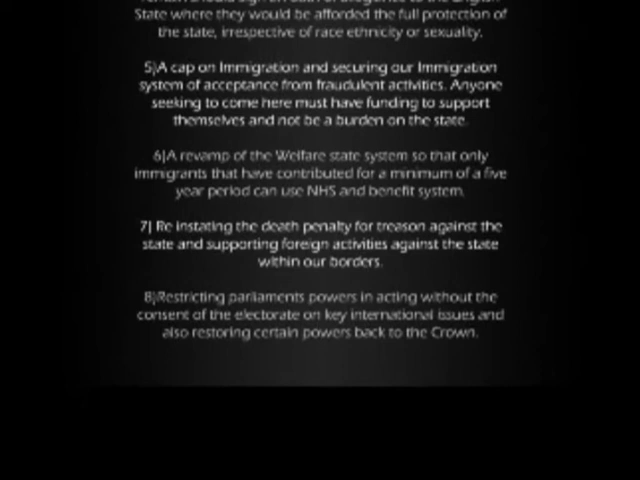 State where they would be afforded the full protection of
the state, irrespective of race ethnicity or sexuality.
5)A cap on Immigration and securing our Immigration
system of acceptance from fraudulent activities. Anyone
seeking to come here must have funding to support
themselves and not be a burden on the state.
6)A revamp of the Welfare state system so that only
immigrants that have contributed for a minimum of a five
year period can use NHS and benefit system.
7) Re instating the death penalty for treason against the
state and supporting foreign activities against the state
within our borders.
8)Restricting parliaments powers in acting without the
consent of the electorate on key international issues and
also restoring certain powers back to the Crown.